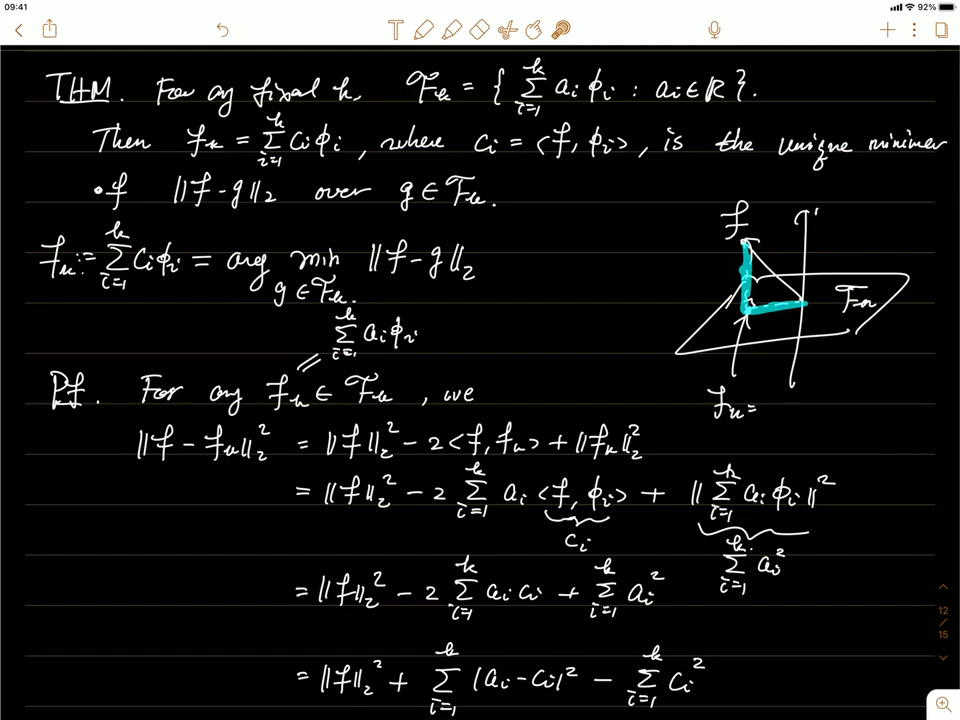 09:41
92%
THM. For any fixed k, 𝓕_k = { Σ_{i=1}^{k} a_i φ_i : a_i ∈ ℝ }.
Then f_k = Σ_{i=1}^{k} c_i φ_i , where c_i = <f, φ_i> , is the unique minimer
of ||f - g||_2 over g ∈ 𝓕_k.
f_k := Σ_{i=1}^{k} c_i φ_i = arg min_{g ∈ 𝓕_k.} ||f - g||_2
f
𝓕_k
f_k =
Σ_{i=1}^{k} a_i φ_i
Pf. For any f_k ∈ 𝓕_k , we
||f - f_k||_2^2 = ||f||_2^2 - 2 <f, f_k> + ||f_k||_2^2
= ||f||_2^2 - 2 Σ_{i=1}^{k} a_i <f, φ_i> + ||Σ_{i=1}^{k} a_i φ_i||^2
c_i
Σ_{i=1}^{k} a_i^2
= ||f||_2^2 - 2 Σ_{i=1}^{k} a_i c_i + Σ_{i=1}^{k} a_i^2
= ||f||_2^2 + Σ_{i=1}^{k} |a_i - c_i|^2 - Σ_{i=1}^{k} c_i^2
12
/
15